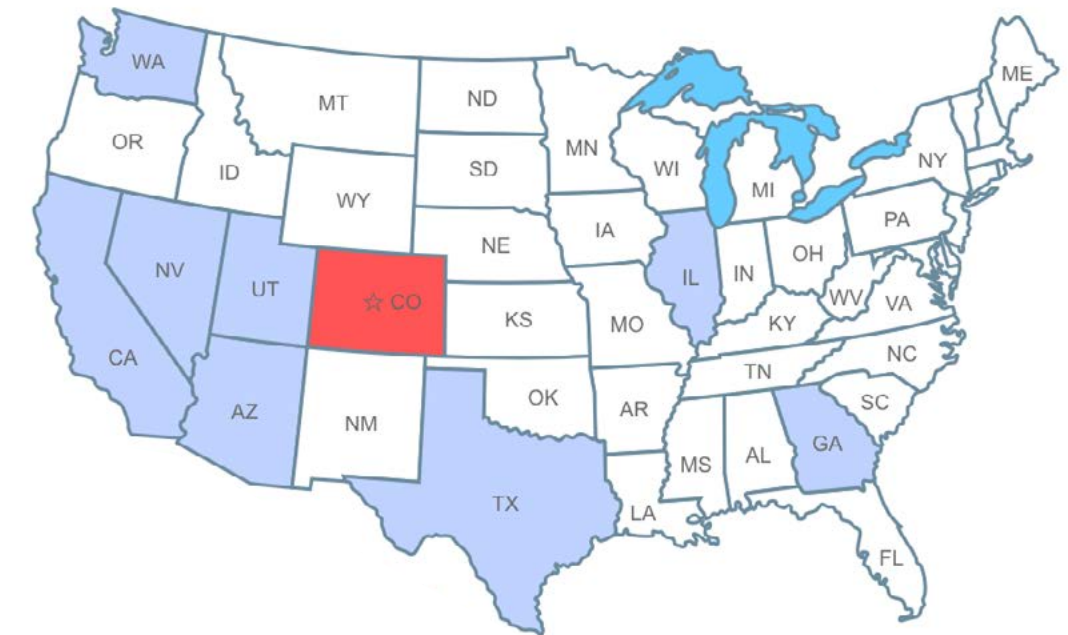 WA
MT
ND
ME
OR
ID
MN
SD
WI
NY
MI
WY
PA
IA
NE
OH
NV
UT
IL
IN
WV
VA
☆ CO
KS
MO
KY
CA
NC
TN
AZ
NM
OK
AR
SC
GA
MS
AL
TX
LA
FL